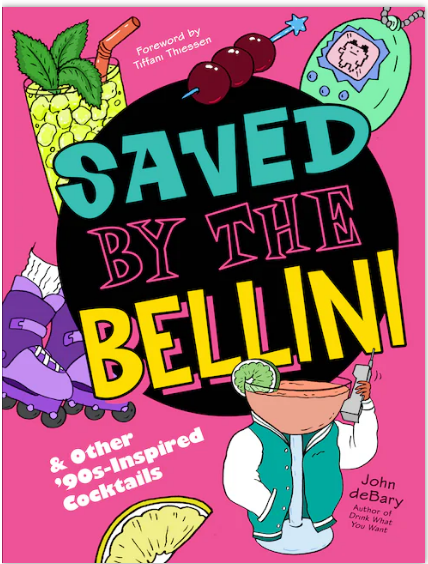 Foreword by
Tiffani Thiessen
SAVED
BY THE
BELLINI
& Other
'90s-Inspired
Cocktails
John
deBary
Author of
Drink What
You Want